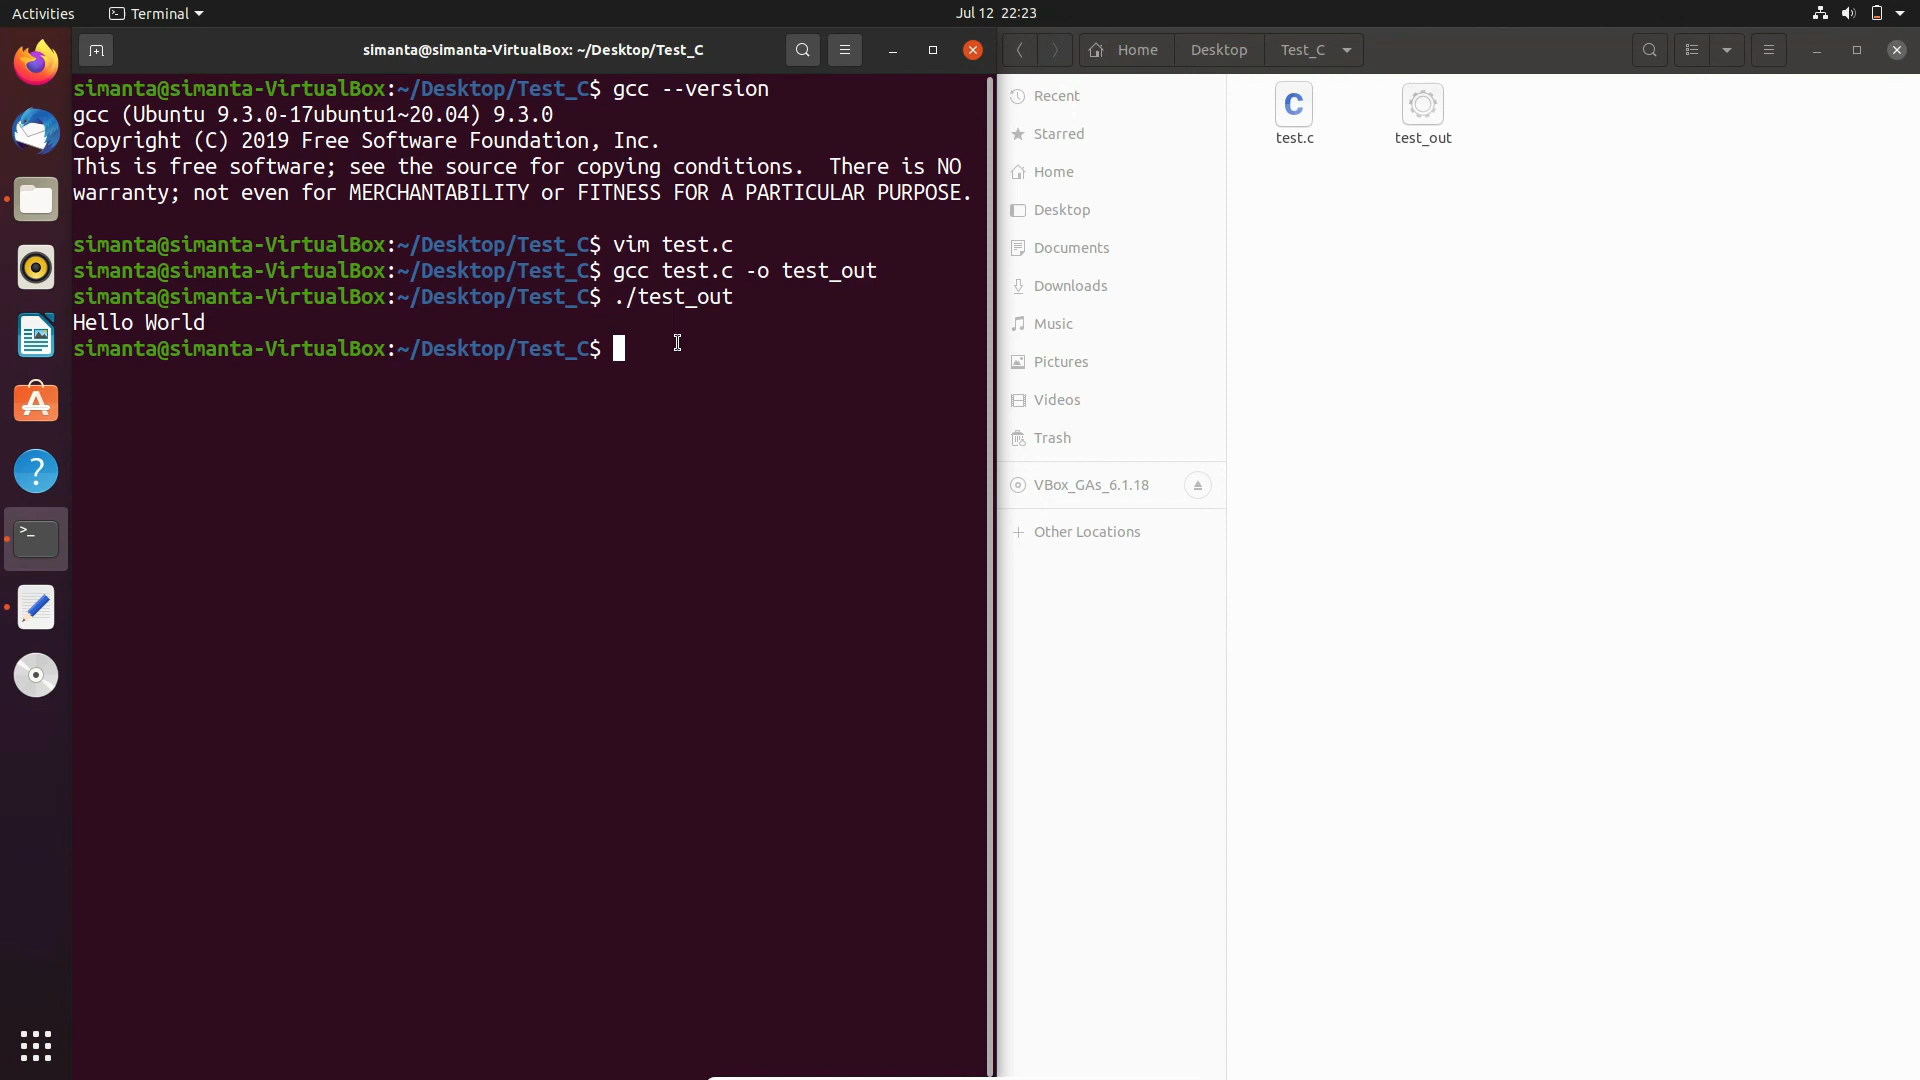 Activities
Terminal
Jul 12 22:23
simanta@simanta-VirtualBox: ~/Desktop/Test_C
simanta@simanta-VirtualBox:~/Desktop/Test_C$ gcc --version
gcc (Ubuntu 9.3.0-17ubuntu1~20.04) 9.3.0
Copyright (C) 2019 Free Software Foundation, Inc.
This is free software; see the source for copying conditions.  There is NO
warranty; not even for MERCHANTABILITY or FITNESS FOR A PARTICULAR PURPOSE.
simanta@simanta-VirtualBox:~/Desktop/Test_C$ vim test.c
simanta@simanta-VirtualBox:~/Desktop/Test_C$ gcc test.c -o test_out
simanta@simanta-VirtualBox:~/Desktop/Test_C$ ./test_out
Hello World
simanta@simanta-VirtualBox:~/Desktop/Test_C$
Home
Desktop
Test_C
Recent
Starred
Home
Desktop
Documents
Downloads
Music
Pictures
Videos
Trash
VBox_GAs_6.1.18
Other Locations
C
test.c
test_out